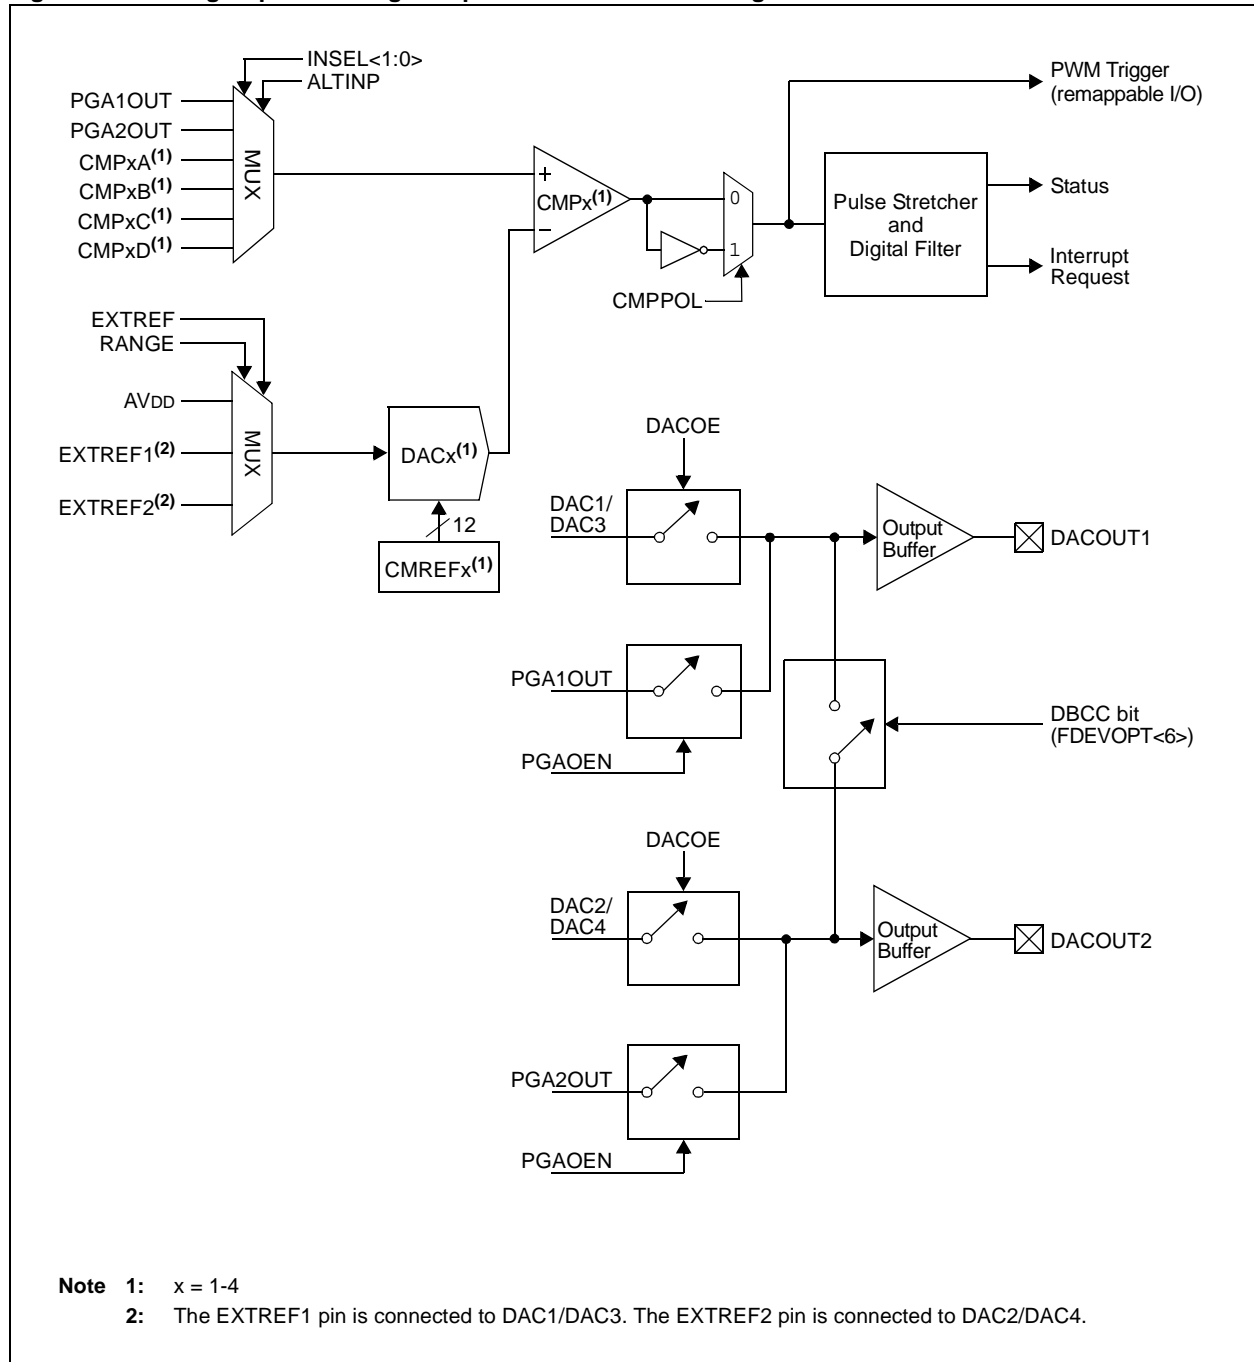 INSEL<1:0>
ALTINP
PGA1OUT
PGA2OUT
CMPxA(1)
CMPxB(1)
CMPxC(1)
CMPxD(1)
MUX
+
CMPx(1)
–
0
1
CMPPOL
PWM Trigger
(remappable I/O)
Pulse Stretcher
and
Digital Filter
Status
Interrupt
Request
EXTREF
RANGE
AVDD
EXTREF1(2)
EXTREF2(2)
MUX
DACx(1)
12
CMREFx(1)
DACOE
DAC1/
DAC3
Output
Buffer
DACOUT1
PGA1OUT
PGAOEN
DBCC bit
(FDEVOPT<6>)
DACOE
DAC2/
DAC4
Output
Buffer
DACOUT2
PGA2OUT
PGAOEN
Note 1: x = 1-4
2: The EXTREF1 pin is connected to DAC1/DAC3. The EXTREF2 pin is connected to DAC2/DAC4.